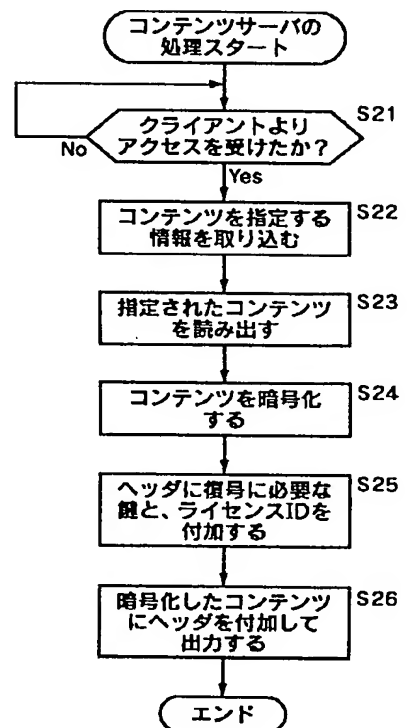 コンテンツサーバの
処理スタート
クライアントより
アクセスを受けたか?
S21
No
Yes
コンテンツを指定する
情報を取り込む
S22
指定されたコンテンツ
を読み出す
S23
コンテンツを暗号化
する
S24
ヘッダに復号に必要な
鍵と、ライセンスIDを
付加する
S25
暗号化したコンテンツ
にヘッダを付加して
出力する
S26
エンド